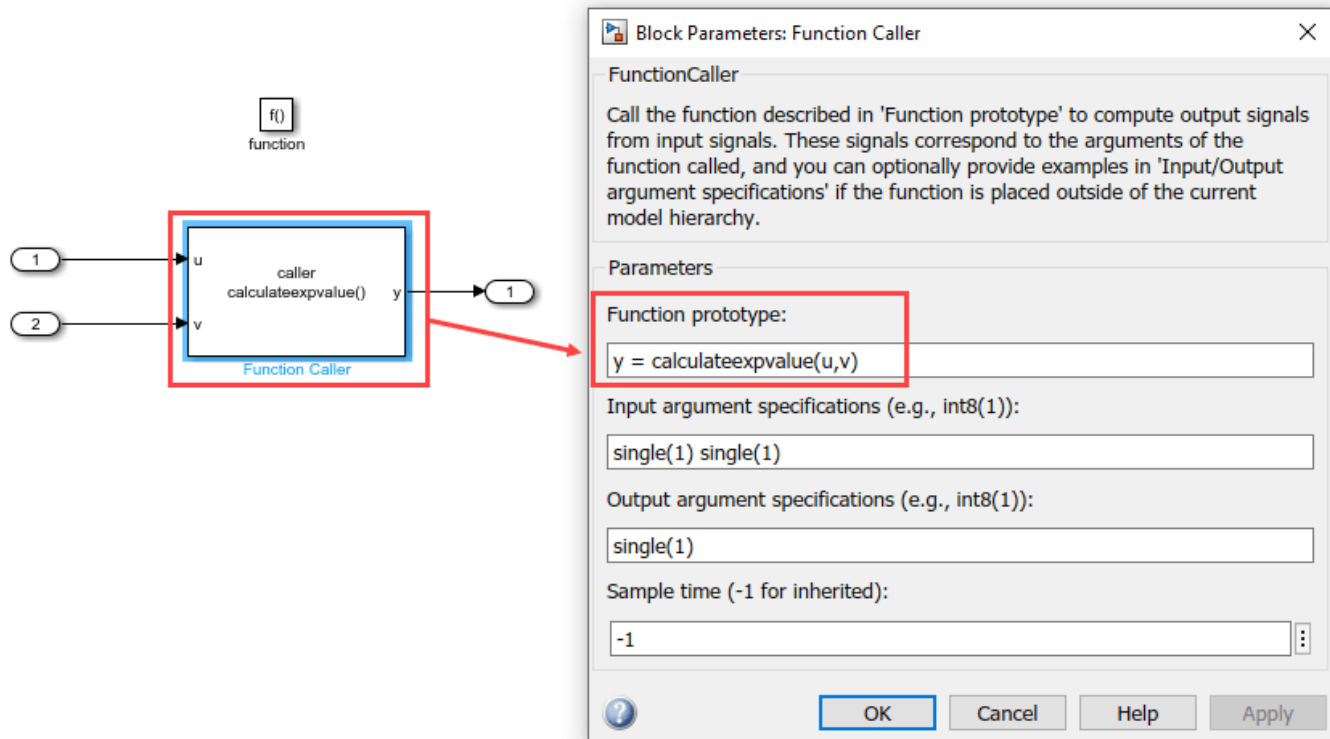 f()
function
1
2
u
v
caller
calculateexpvalue()
y
1
Function Caller
Block Parameters: Function Caller
FunctionCaller
Call the function described in 'Function prototype' to compute output signals
from input signals. These signals correspond to the arguments of the
function called, and you can optionally provide examples in 'Input/Output
argument specifications' if the function is placed outside of the current
model hierarchy.
Parameters
Function prototype:
y = calculateexpvalue(u,v)
Input argument specifications (e.g., int8(1)):
single(1) single(1)
Output argument specifications (e.g., int8(1)):
single(1)
Sample time (-1 for inherited):
-1
?
OK
Cancel
Help
Apply